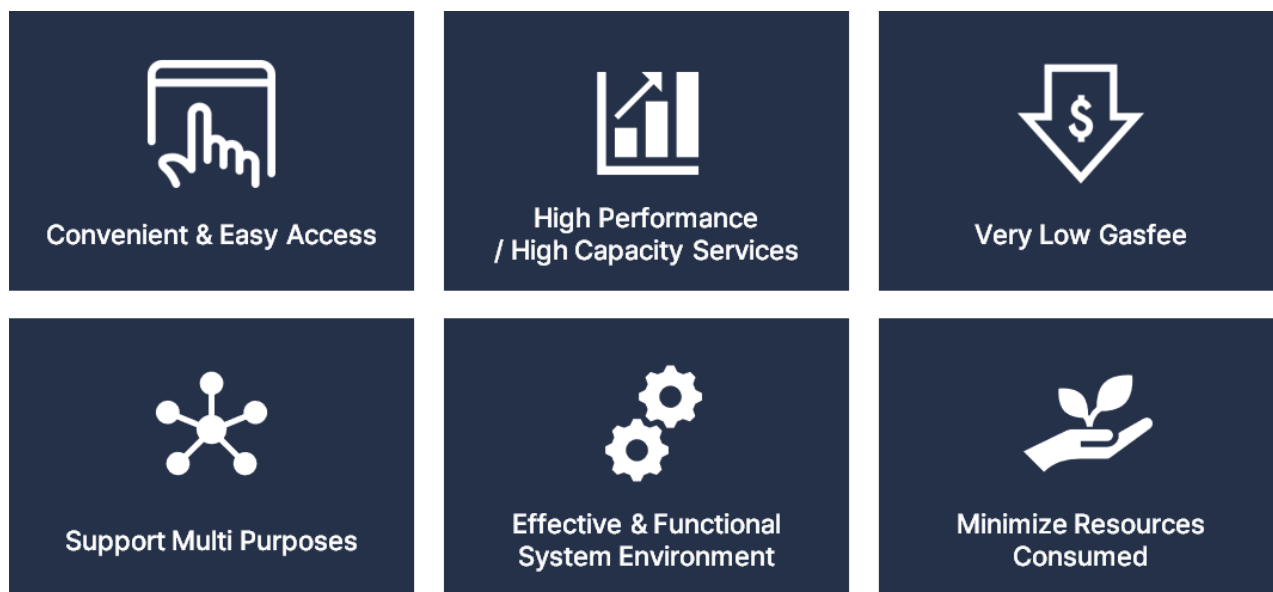 $
Convenient & Easy Access
High Performance
/ High Capacity Services
Very Low Gasfee
Support Multi Purposes
Effective & Functional
System Environment
Minimize Resources
Consumed